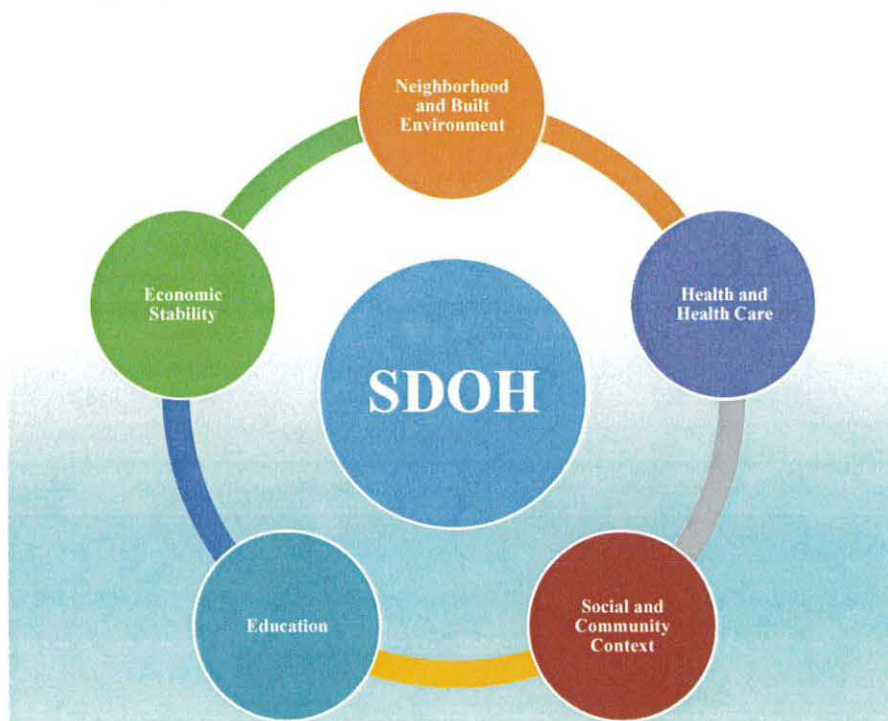 Neighborhood
and Built
Environment
Economic
Stability
Health and
Health Care
SDOH
Education
Social and
Community
Context